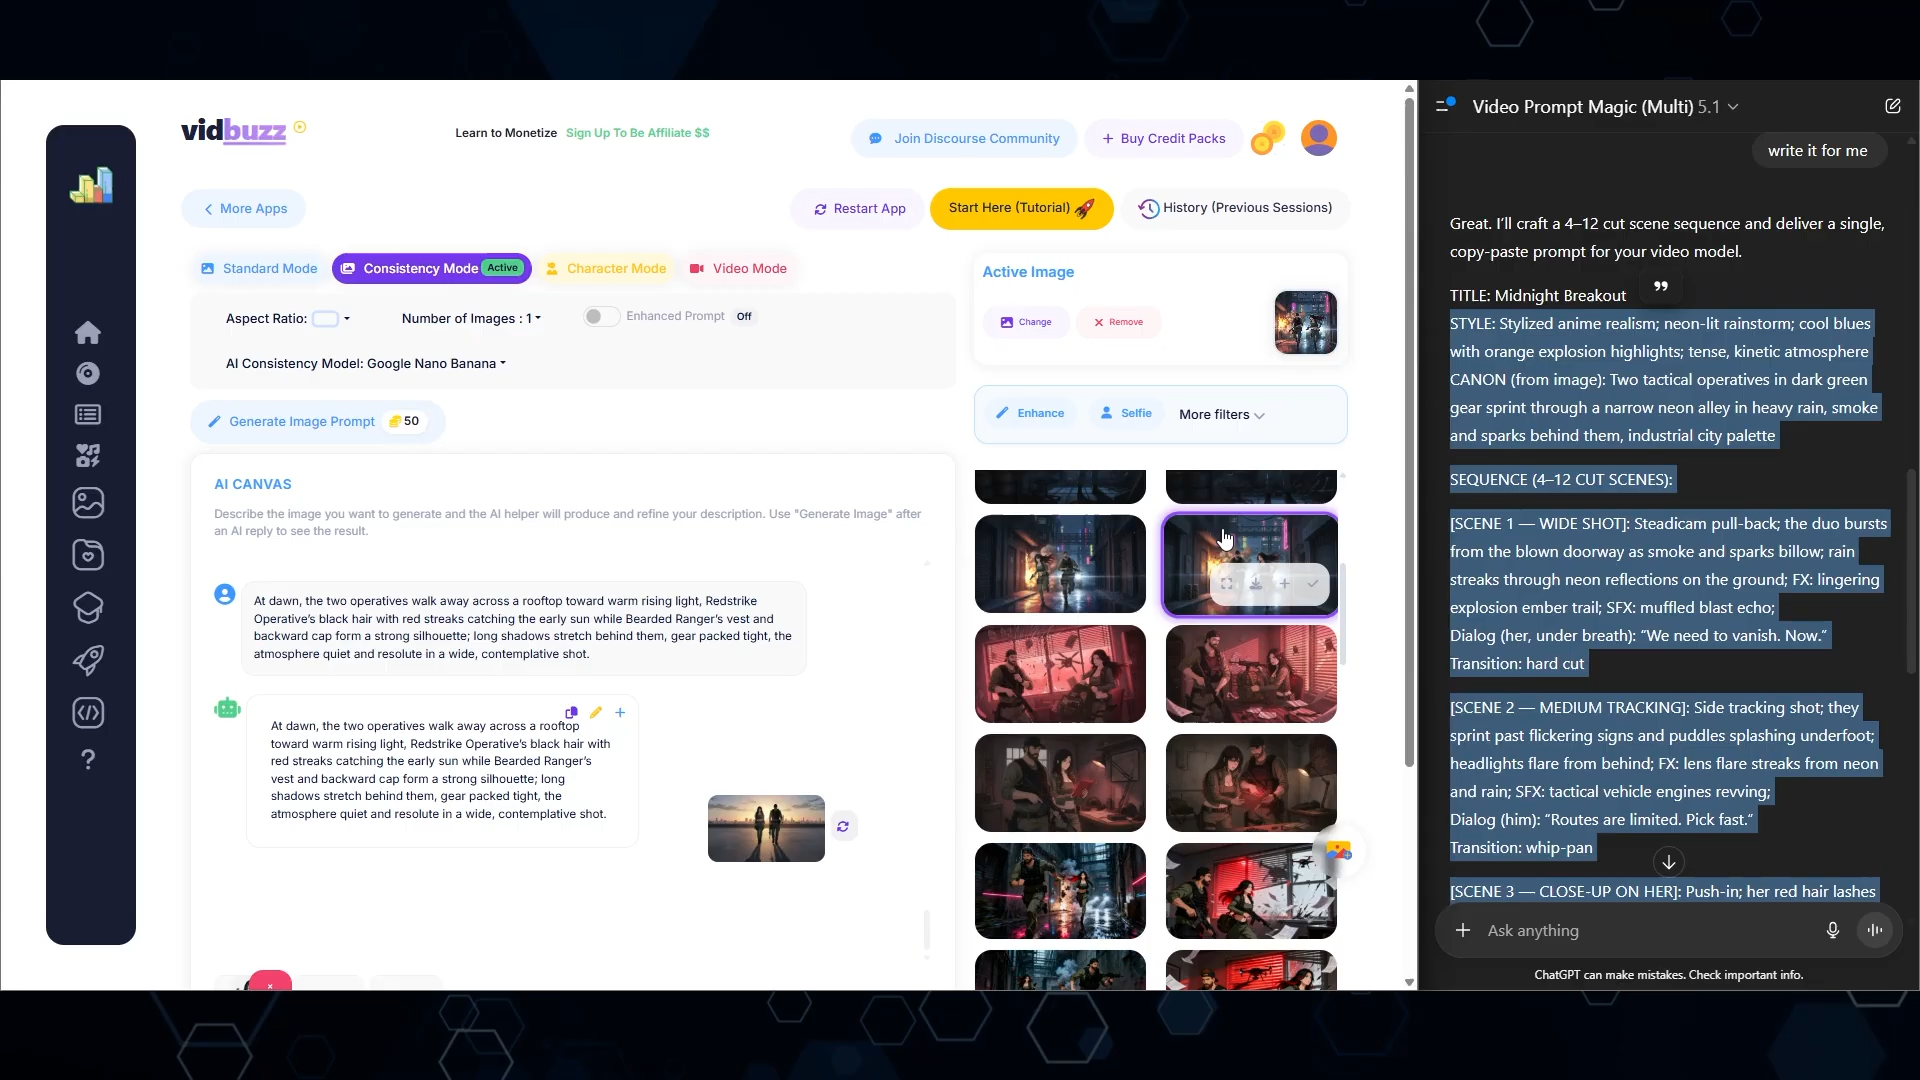 vidbuzz
Learn to Monetize Sign Up To Be Affiliate $$
Join Discourse Community
+ Buy Credit Packs
More Apps
Restart App
Start Here (Tutorial)
History (Previous Sessions)
Standard Mode
Consistency Mode Active
Character Mode
Video Mode
Aspect Ratio:
Number of Images : 1
Enhanced Prompt Off
AI Consistency Model: Google Nano Banana
Generate Image Prompt 50
AI CANVAS
Describe the image you want to generate and the AI helper will produce and refine your description. Use "Generate Image" after
an AI reply to see the result.
At dawn, the two operatives walk away across a rooftop toward warm rising light, Redstrike
Operative's black hair with red streaks catching the early sun while Bearded Ranger's vest and
backward cap form a strong silhouette; long shadows stretch behind them, gear packed tight, the
atmosphere quiet and resolute in a wide, contemplative shot.
At dawn, the two operatives walk away across a rooftop
toward warm rising light, Redstrike Operative's black hair with
red streaks catching the early sun while Bearded Ranger's
vest and backward cap form a strong silhouette; long
shadows stretch behind them, gear packed tight, the
atmosphere quiet and resolute in a wide, contemplative shot.
Active Image
Change
Remove
Enhance
Selfie
More filters
Video Prompt Magic (Multi) 5.1
write it for me
Great. I'll craft a 4–12 cut scene sequence and deliver a single,
copy-paste prompt for your video model.
TITLE: Midnight Breakout
STYLE: Stylized anime realism; neon-lit rainstorm; cool blues
with orange explosion highlights; tense, kinetic atmosphere
CANON (from image): Two tactical operatives in dark green
gear sprint through a narrow neon alley in heavy rain, smoke
and sparks behind them, industrial city palette
SEQUENCE (4–12 CUT SCENES):
[SCENE 1 — WIDE SHOT]: Steadicam pull-back; the duo bursts
from the blown doorway as smoke and sparks billow; rain
streaks through neon reflections on the ground; FX: lingering
explosion ember trail; SFX: muffled blast echo;
Dialog (her, under breath): “We need to vanish. Now.”
Transition: hard cut
[SCENE 2 — MEDIUM TRACKING]: Side tracking shot; they
sprint past flickering signs and puddles splashing underfoot;
headlights flare from behind; FX: lens flare streaks from neon
and rain; SFX: tactical vehicle engines revving;
Dialog (him): “Routes are limited. Pick fast.”
Transition: whip-pan
[SCENE 3 — CLOSE-UP ON HER]: Push-in; her red hair lashes
Ask anything
ChatGPT can make mistakes. Check important info.